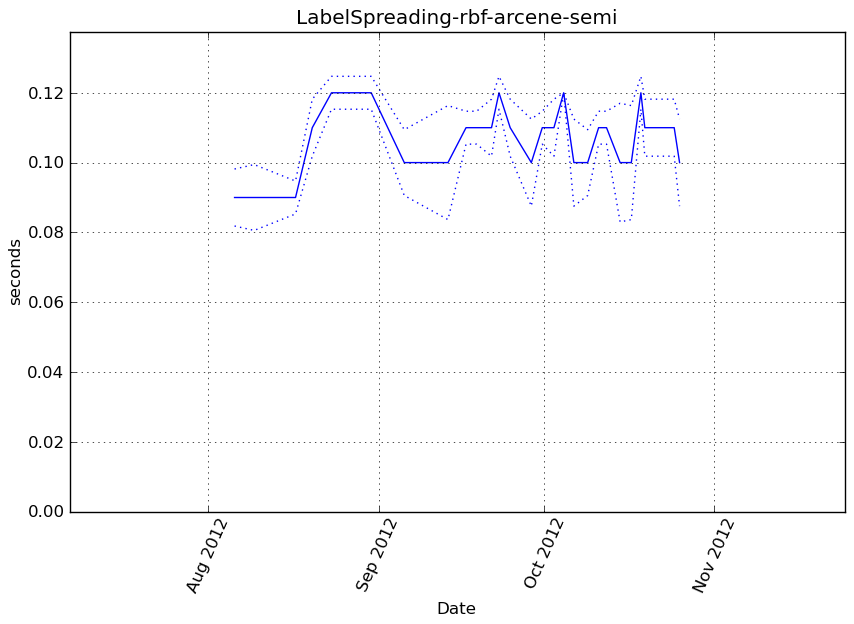 LabelSpreading-rbf-arcene-semi
0.12
0.10
0.08
0.06
0.04
0.02
0.00
seconds
Aug 2012
Sep 2012
Oct 2012
Nov 2012
Date